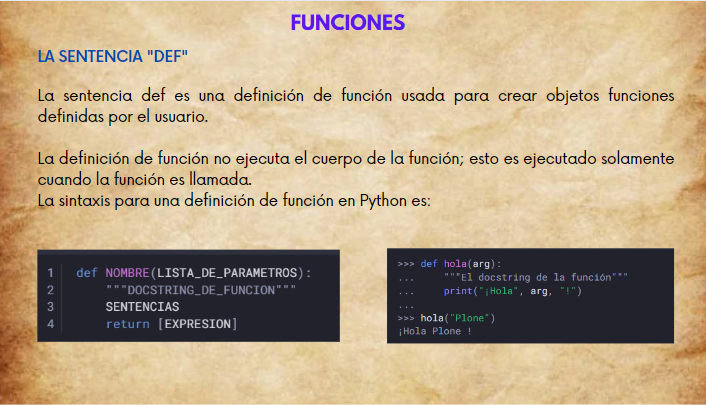 FUNCIONES
LA SENTENCIA "DEF"
La sentencia def es una definición de función usada para crear objetos funciones
definidas por el usuario.
La definición de función no ejecuta el cuerpo de la función; esto es ejecutado solamente
cuando la función es llamada.
La sintaxis para una definición de función en Python es:
1 def NOMBRE(LISTA_DE_PARAMETROS):
2     """DOCSTRING_DE_FUNCION"""
3     SENTENCIAS
4     return [EXPRESION]
>>> def hola(arg):
...     """El docstring de la función"""
...     print("¡Hola", arg, "!")
...
>>> hola("Plone")
¡Hola Plone !